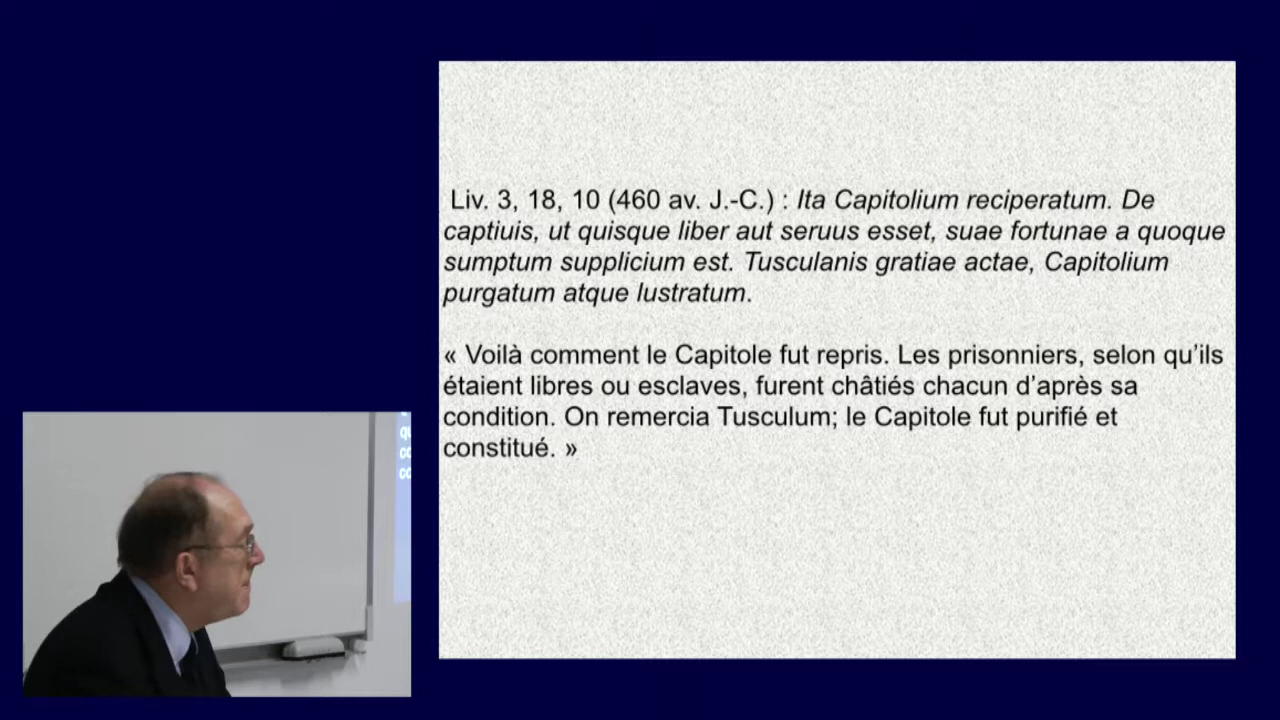 Liv. 3, 18, 10 (460 av. J.-C.) : Ita Capitolium reciperatum. De
captiuis, ut quisque liber aut seruus esset, suae fortunae a quoque
sumptum supplicium est. Tusculanis gratiae actae, Capitolium
purgatum atque lustratum.
« Voilà comment le Capitole fut repris. Les prisonniers, selon qu’ils
étaient libres ou esclaves, furent châtiés chacun d’après sa
condition. On remercia Tusculum; le Capitole fut purifié et
constitué. »